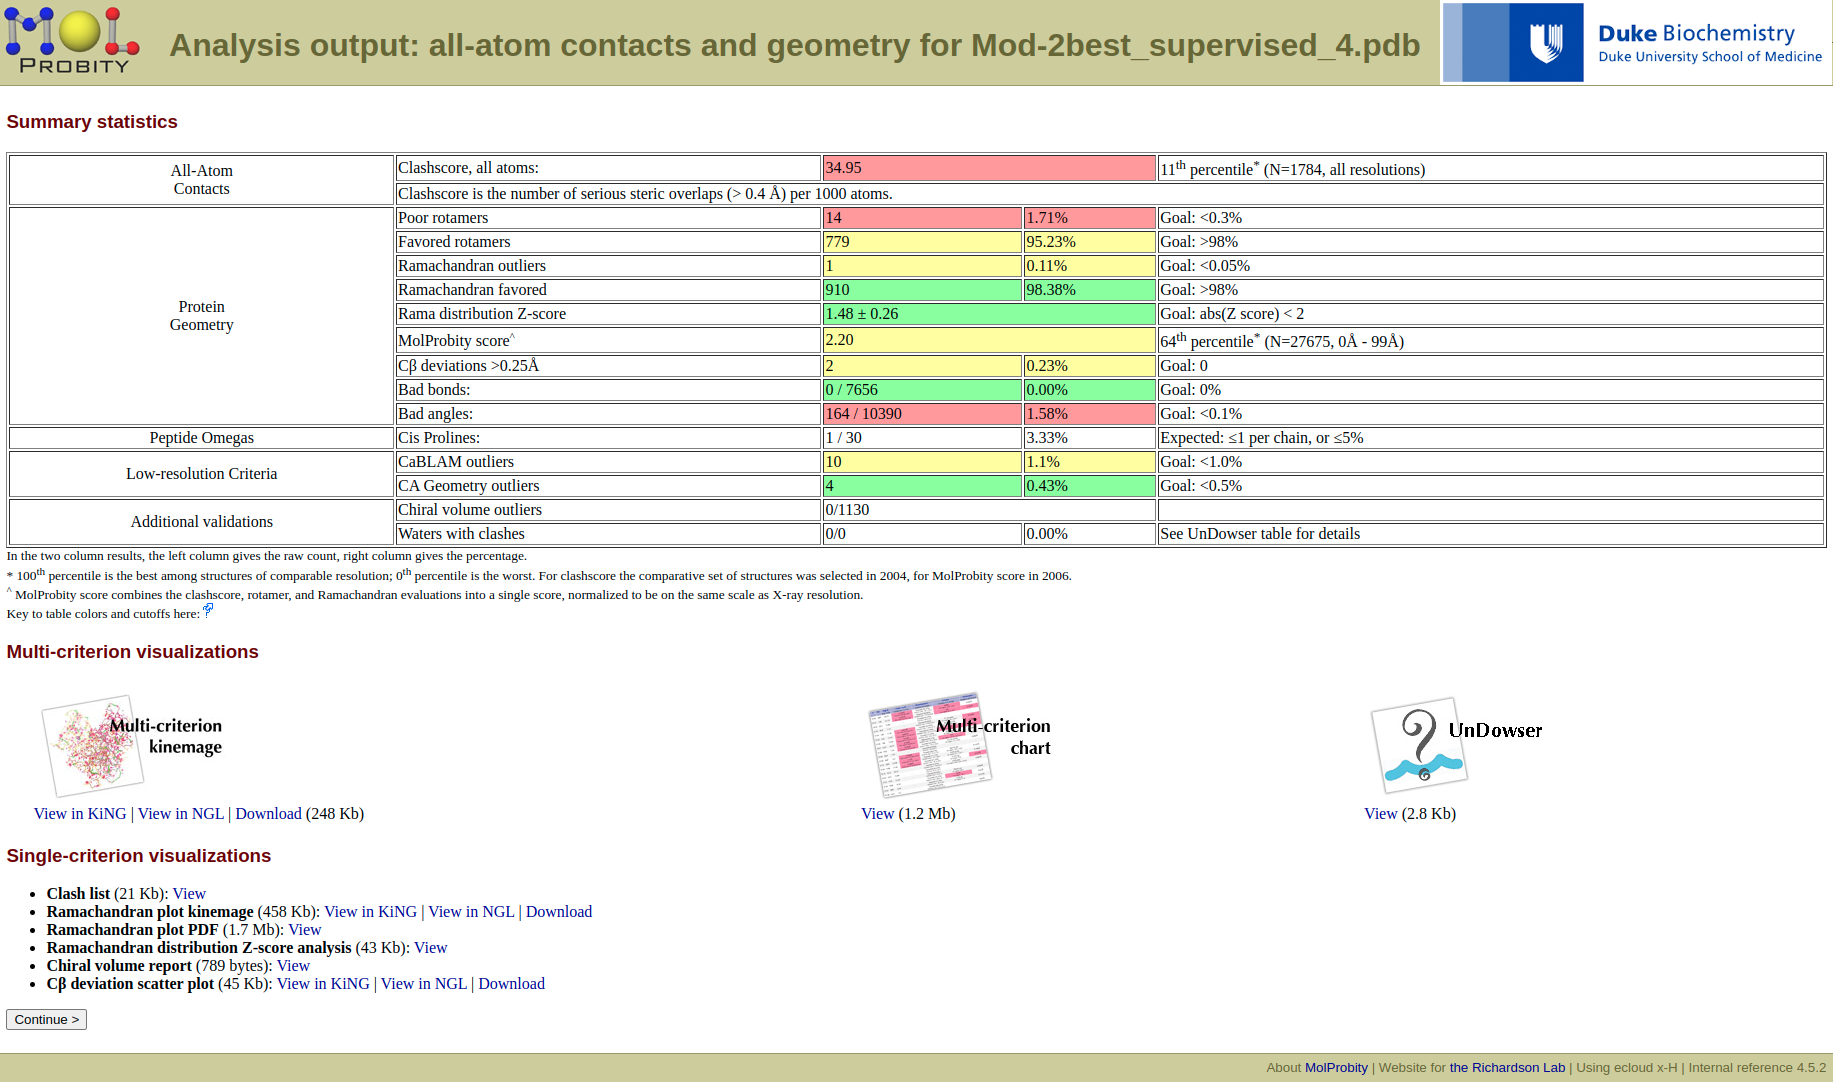 MOL
PROBITY
Analysis output: all-atom contacts and geometry for Mod-2best_supervised_4.pdb
Duke Biochemistry
Duke University School of Medicine
Summary statistics
All-Atom
Contacts
Clashscore, all atoms: 34.95 11th percentile* (N=1784, all resolutions)
Clashscore is the number of serious steric overlaps (> 0.4 Å) per 1000 atoms.
Protein
Geometry
Poor rotamers 14 1.71% Goal: <0.3%
Favored rotamers 779 95.23% Goal: >98%
Ramachandran outliers 1 0.11% Goal: <0.05%
Ramachandran favored 910 98.38% Goal: >98%
Rama distribution Z-score 1.48 ± 0.26 Goal: abs(Z score) < 2
MolProbity score^ 2.20 64th percentile* (N=27675, 0Å - 99Å)
Cβ deviations >0.25Å 2 0.23% Goal: 0
Bad bonds: 0 / 7656 0.00% Goal: 0%
Bad angles: 164 / 10390 1.58% Goal: <0.1%
Peptide Omegas Cis Prolines: 1 / 30 3.33% Expected: ≤1 per chain, or ≤5%
Low-resolution Criteria
CaBLAM outliers 10 1.1% Goal: <1.0%
CA Geometry outliers 4 0.43% Goal: <0.5%
Additional validations
Chiral volume outliers 0/1130
Waters with clashes 0/0 0.00% See UnDowser table for details
In the two column results, the left column gives the raw count, right column gives the percentage.
* 100th percentile is the best among structures of comparable resolution; 0th percentile is the worst. For clashscore the comparative set of structures was selected in 2004, for MolProbity score in 2006.
^ MolProbity score combines the clashscore, rotamer, and Ramachandran evaluations into a single score, normalized to be on the same scale as X-ray resolution.
Key to table colors and cutoffs here:
Multi-criterion visualizations
Multi-criterion
kinemage
View in KiNG | View in NGL | Download (248 Kb)
Multi-criterion
chart
View (1.2 Mb)
UnDowser
View (2.8 Kb)
Single-criterion visualizations
• Clash list (21 Kb): View
• Ramachandran plot kinemage (458 Kb): View in KiNG | View in NGL | Download
• Ramachandran plot PDF (1.7 Mb): View
• Ramachandran distribution Z-score analysis (43 Kb): View
• Chiral volume report (789 bytes): View
• Cβ deviation scatter plot (45 Kb): View in KiNG | View in NGL | Download
Continue >
About MolProbity | Website for the Richardson Lab | Using ecloud x-H | Internal reference 4.5.2